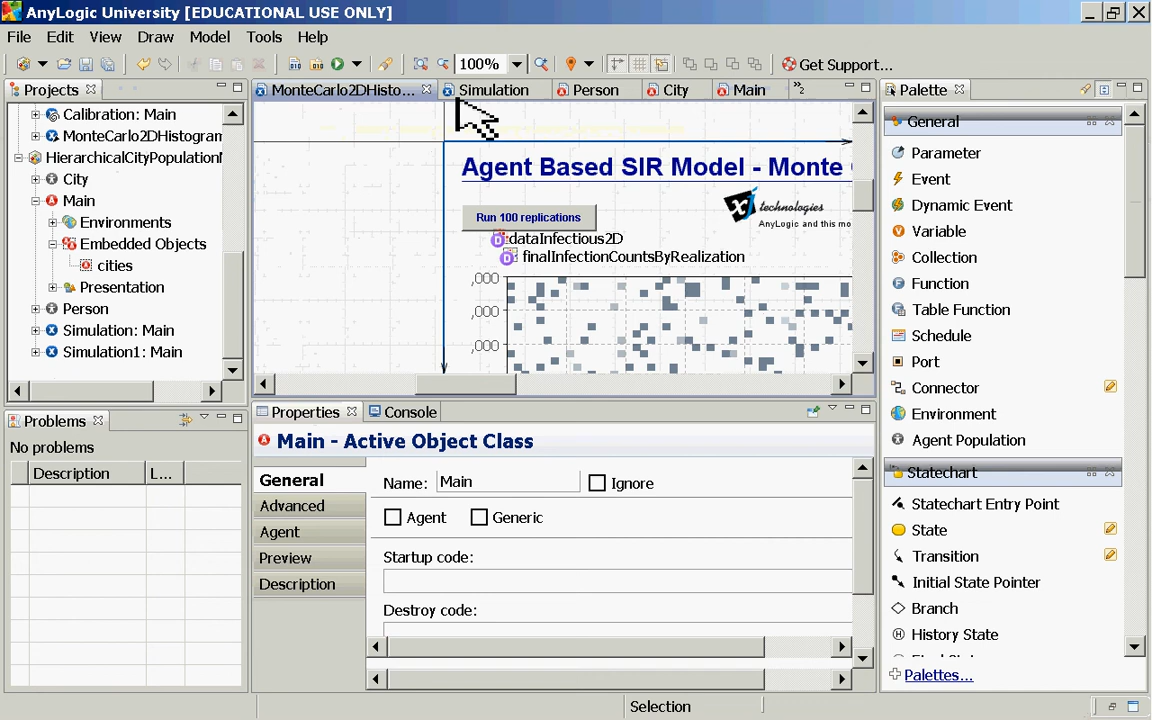 AnyLogic University [EDUCATIONAL USE ONLY]
File Edit View Draw Model Tools Help
100% Get Support...
Projects
Calibration: Main
MonteCarlo2DHistogram
HierarchicalCityPopulation
City
Main
Environments
Embedded Objects
cities
Presentation
Person
Simulation: Main
Simulation1: Main
Problems
No problems
Description L...
MonteCarlo2DHisto... Simulation Person City Main »2
Agent Based SIR Model - Monte
Run 100 replications
technologies
AnyLogic and this mo
dataInfectious2D
finalInfectionCountsByRealization
,000
,000
,000
Properties Console
Main - Active Object Class
General
Advanced
Agent
Preview
Description
Name: Main Ignore
Agent Generic
Startup code:
Destroy code:
Palette
General
Parameter
Event
Dynamic Event
Variable
Collection
Function
Table Function
Schedule
Port
Connector
Environment
Agent Population
Statechart
Statechart Entry Point
State
Transition
Initial State Pointer
Branch
History State
Palettes...
Selection